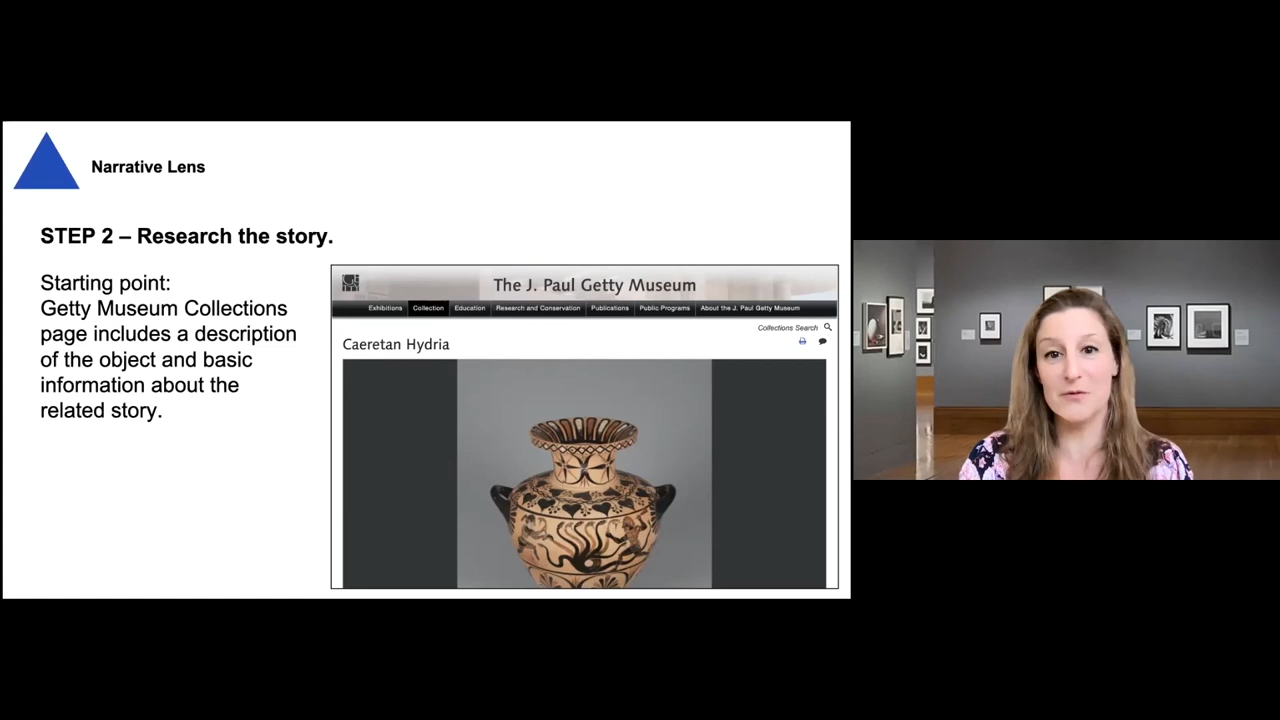 Narrative Lens
STEP 2 – Research the story.
Starting point:
Getty Museum Collections
page includes a description
of the object and basic
information about the
related story.
The J. Paul Getty Museum
Exhibitions Collection Education Research and Conservation Publications Public Programs About the J. Paul Getty Museum
Collections Search
Caeretan Hydria